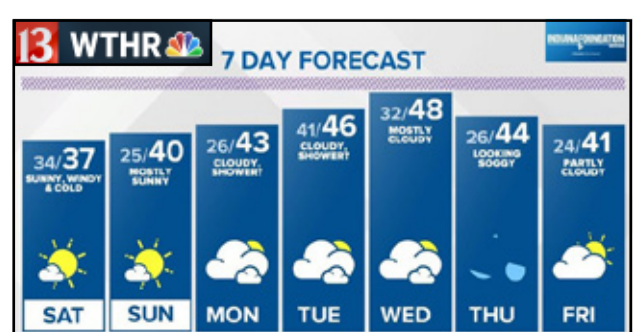 13 WTHR
7 DAY FORECAST
34/37
SUNNY, WINDY
& COLD
SAT
25/40
MOSTLY
SUNNY
SUN
26/43
CLOUDY,
SHOWER?
MON
41/46
CLOUDY,
SHOWER?
TUE
32/48
MOSTLY
CLOUDY
WED
26/44
LOOKING
SOGGY
THU
24/41
PARTLY
CLOUDY
FRI